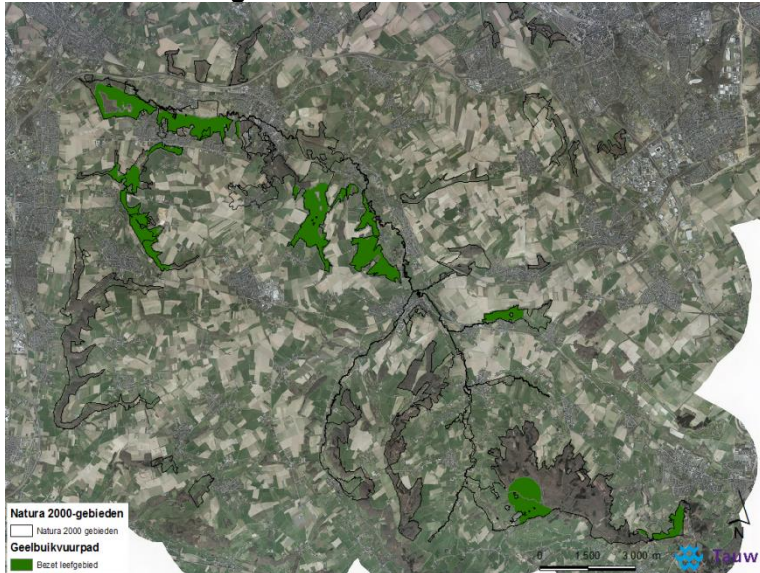 Natura 2000-gebieden
Natura 2000 gebieden
Geelbuikvuurpad
Bezet leefgebied
0 1.500 3.000 m
N
Tauw